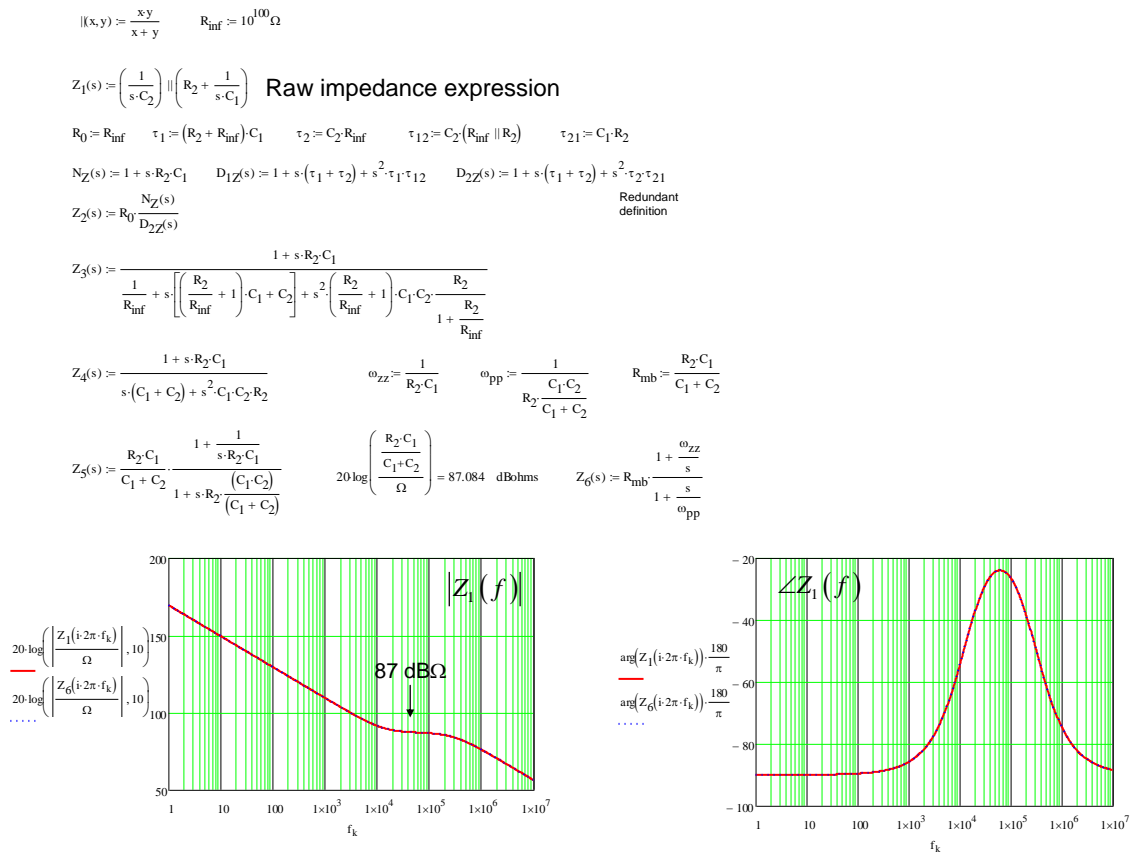 ||(x,y) := x·y / (x + y)    R_inf := 10^100 Ω
Z_1(s) := (1/(s·C_2)) || (R_2 + 1/(s·C_1))    Raw impedance expression
R_0 := R_inf    τ_1 := (R_2 + R_inf)·C_1    τ_2 := C_2·R_inf    τ_12 := C_2·(R_inf || R_2)    τ_21 := C_1·R_2
N_Z(s) := 1 + s·R_2·C_1    D_1Z(s) := 1 + s·(τ_1 + τ_2) + s^2·τ_1·τ_12    D_2Z(s) := 1 + s·(τ_1 + τ_2) + s^2·τ_2·τ_21
Redundant
definition
Z_2(s) := R_0·N_Z(s)/D_2Z(s)
Z_3(s) := (1 + s·R_2·C_1) / (1/R_inf + s·[(R_2/R_inf + 1)·C_1 + C_2] + s^2·(R_2/R_inf + 1)·C_1·C_2·R_2/(1 + R_2/R_inf))
Z_4(s) := (1 + s·R_2·C_1) / (s·(C_1 + C_2) + s^2·C_1·C_2·R_2)    ω_zz := 1/(R_2·C_1)    ω_pp := 1/(R_2·C_1·C_2/(C_1 + C_2))    R_mb := R_2·C_1/(C_1 + C_2)
Z_5(s) := R_2·C_1/(C_1 + C_2)·(1 + 1/(s·R_2·C_1))/(1 + s·R_2·(C_1·C_2)/(C_1 + C_2))    20·log((R_2·C_1/(C_1+C_2))/Ω) = 87.084 dBohms    Z_6(s) := R_mb·(1 + ω_zz/s)/(1 + s/ω_pp)
200
150
100
50
|Z_1(f)|
87 dBΩ
20·log(|Z_1(i·2π·f_k)/Ω|, 10)
20·log(|Z_6(i·2π·f_k)/Ω|, 10)
1 10 100 1×10^3 1×10^4 1×10^5 1×10^6 1×10^7
f_k
− 20
− 40
− 60
− 80
− 100
∠Z_1(f)
arg(Z_1(i·2π·f_k))·180/π
arg(Z_6(i·2π·f_k))·180/π
1 10 100 1×10^3 1×10^4 1×10^5 1×10^6 1×10^7
f_k